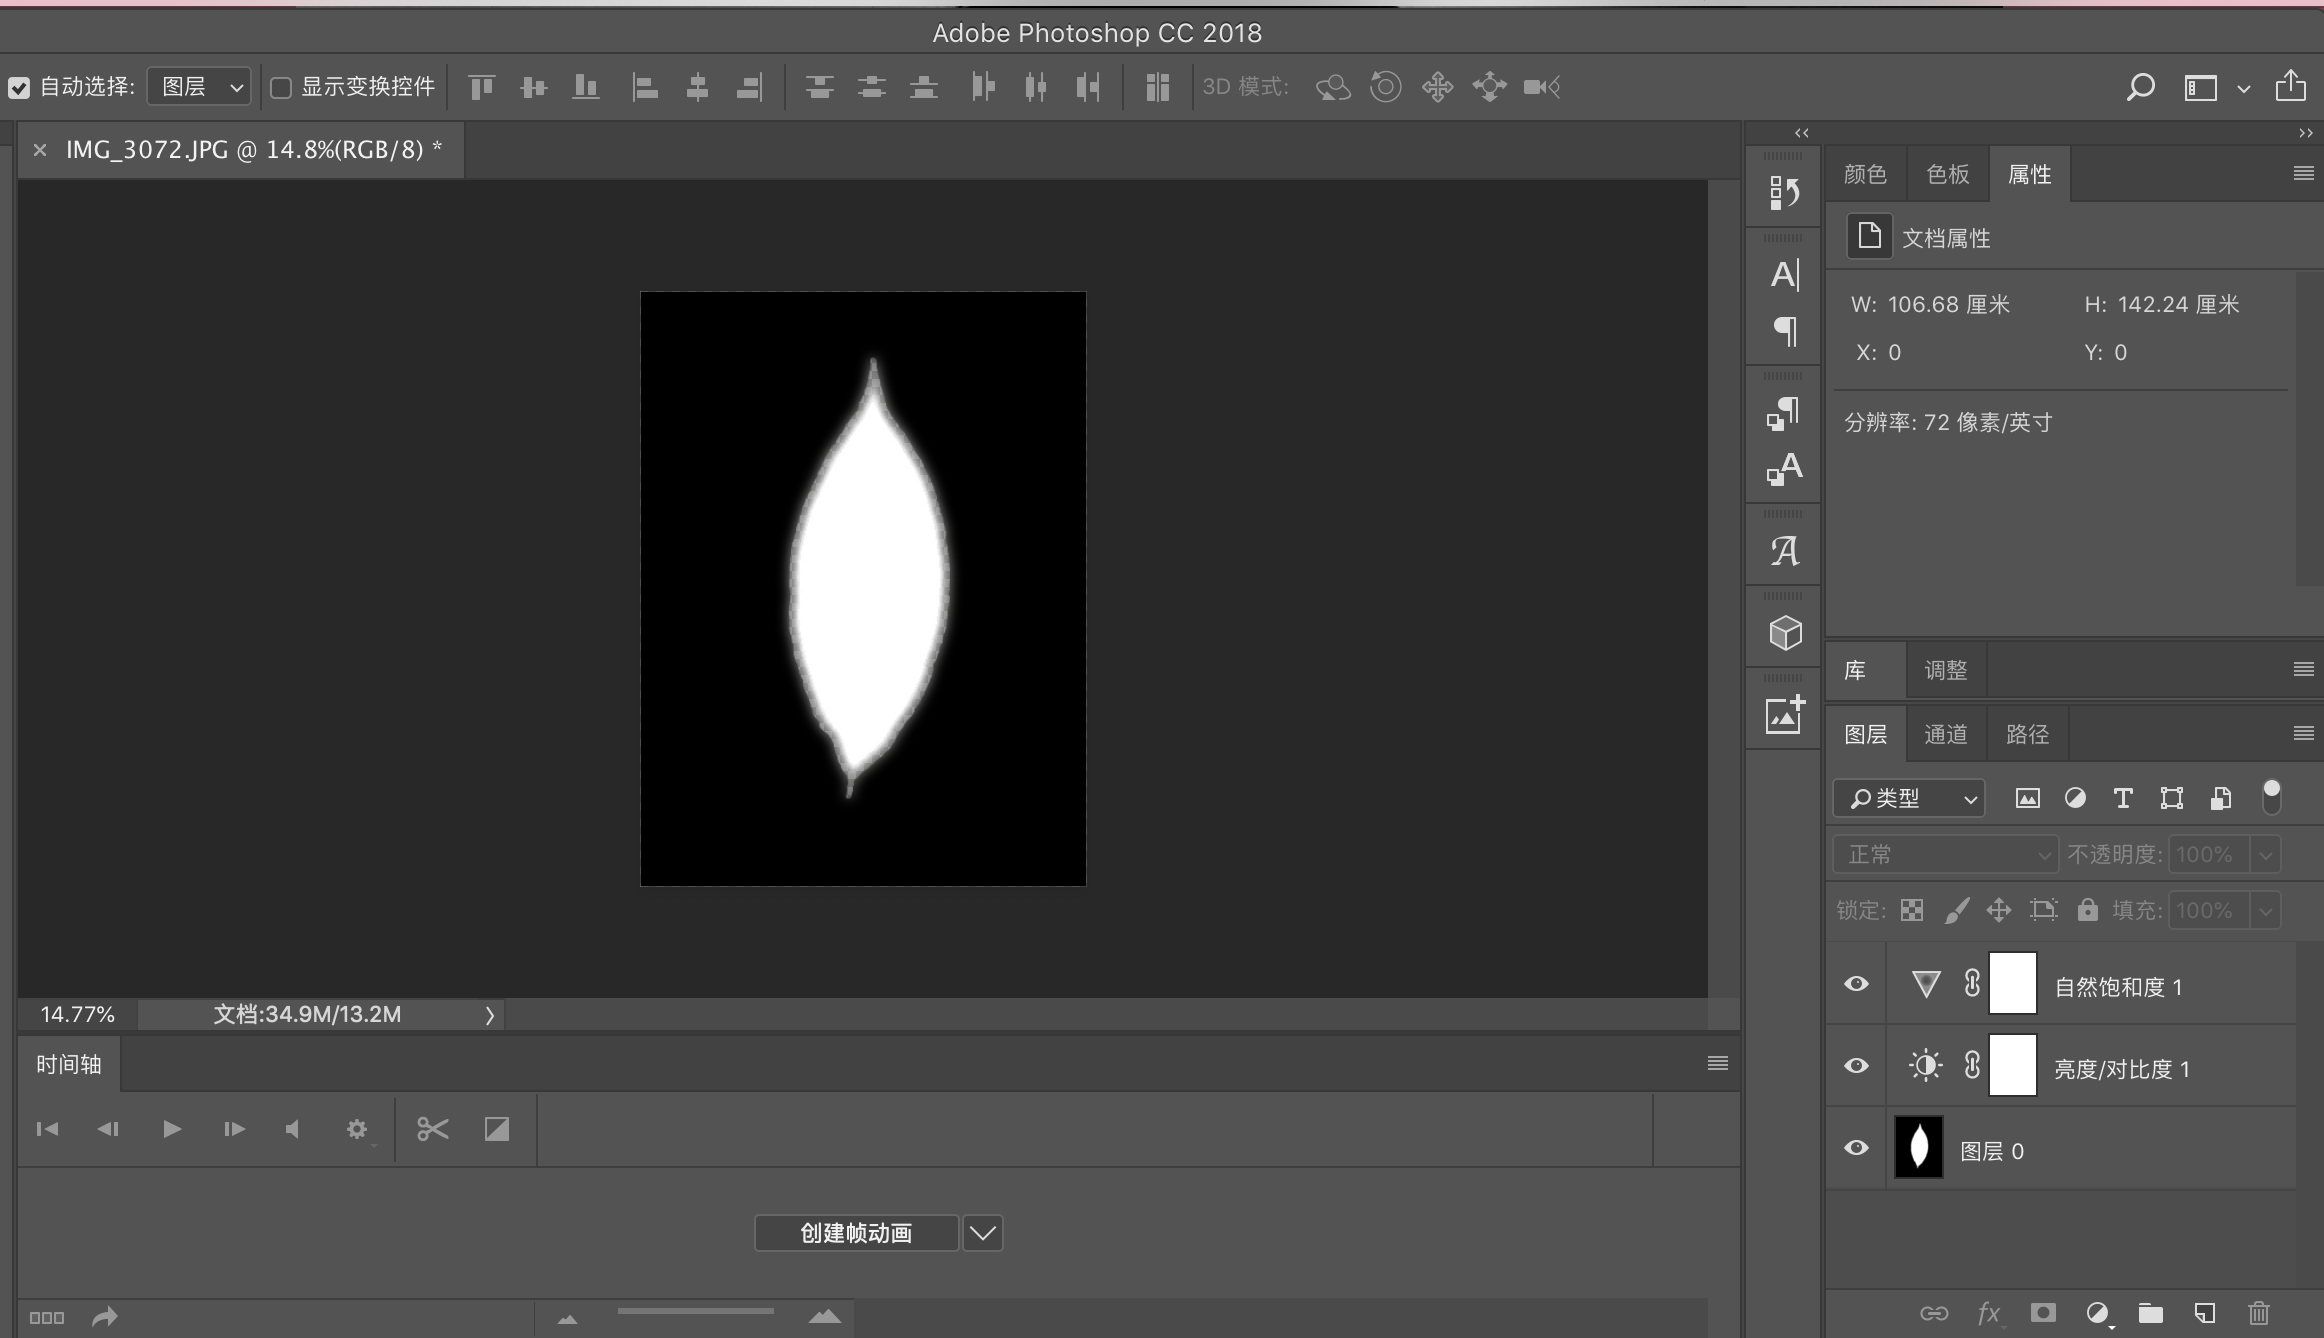 Adobe Photoshop CC 2018
自动选择: 图层 显示变换控件 3D 模式:
IMG_3072.JPG @ 14.8%(RGB/8) *
颜色 色板 属性
文档属性
W: 106.68 厘米 H: 142.24 厘米
X: 0 Y: 0
分辨率: 72 像素/英寸
库 调整
图层 通道 路径
类型
正常 不透明度: 100%
锁定: 填充: 100%
自然饱和度 1
亮度/对比度 1
图层 0
fx
14.77% 文档:34.9M/13.2M
时间轴
创建帧动画